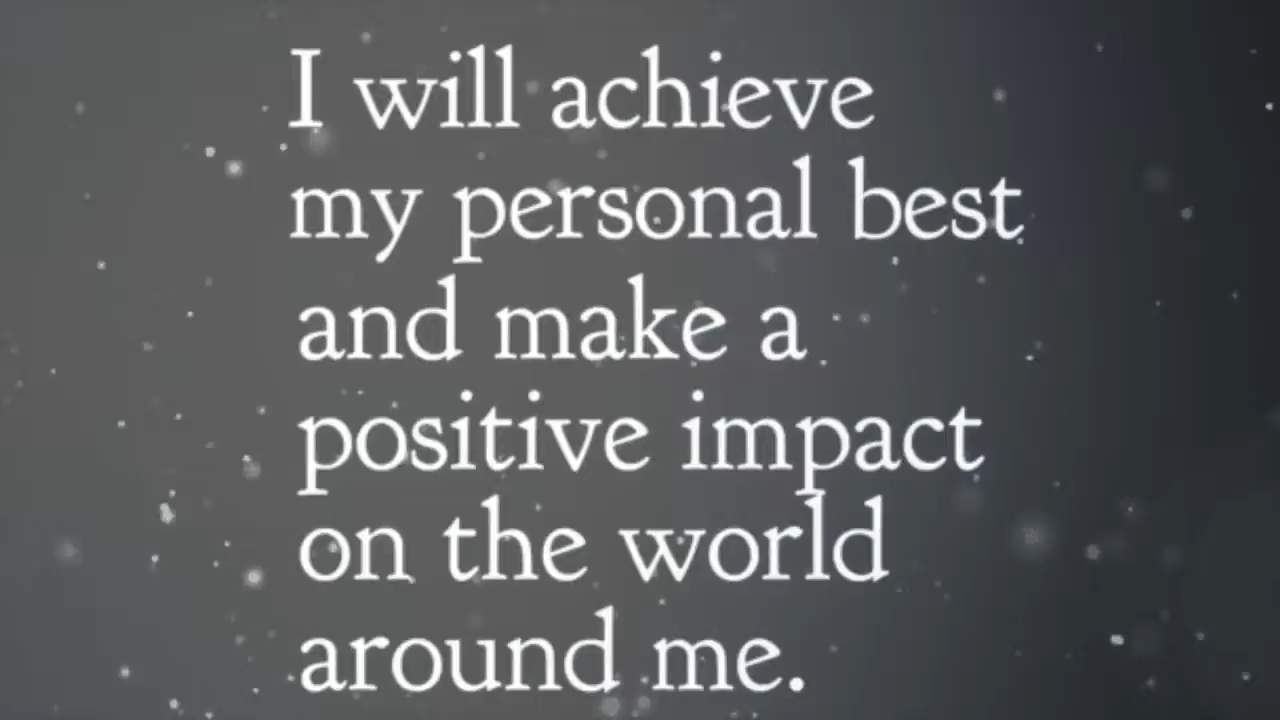 I will achieve
my personal best
and make a
positive impact
on the world
around me.